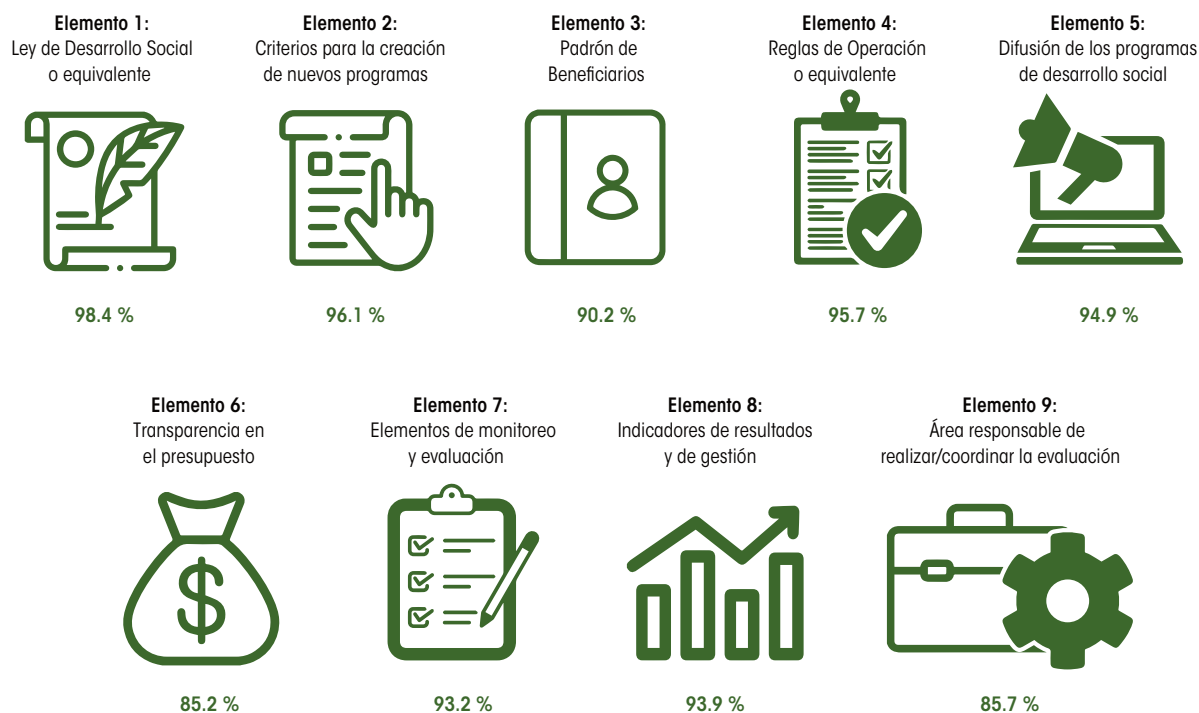 Elemento 1:
Ley de Desarrollo Social
o equivalente
98.4 %
Elemento 2:
Criterios para la creación
de nuevos programas
96.1 %
Elemento 3:
Padrón de
Beneficiarios
90.2 %
Elemento 4:
Reglas de Operación
o equivalente
95.7 %
Elemento 5:
Difusión de los programas
de desarrollo social
94.9 %
Elemento 6:
Transparencia en
el presupuesto
$
85.2 %
Elemento 7:
Elementos de monitoreo
y evaluación
93.2 %
Elemento 8:
Indicadores de resultados
y de gestión
93.9 %
Elemento 9:
Área responsable de
realizar/coordinar la evaluación
85.7 %